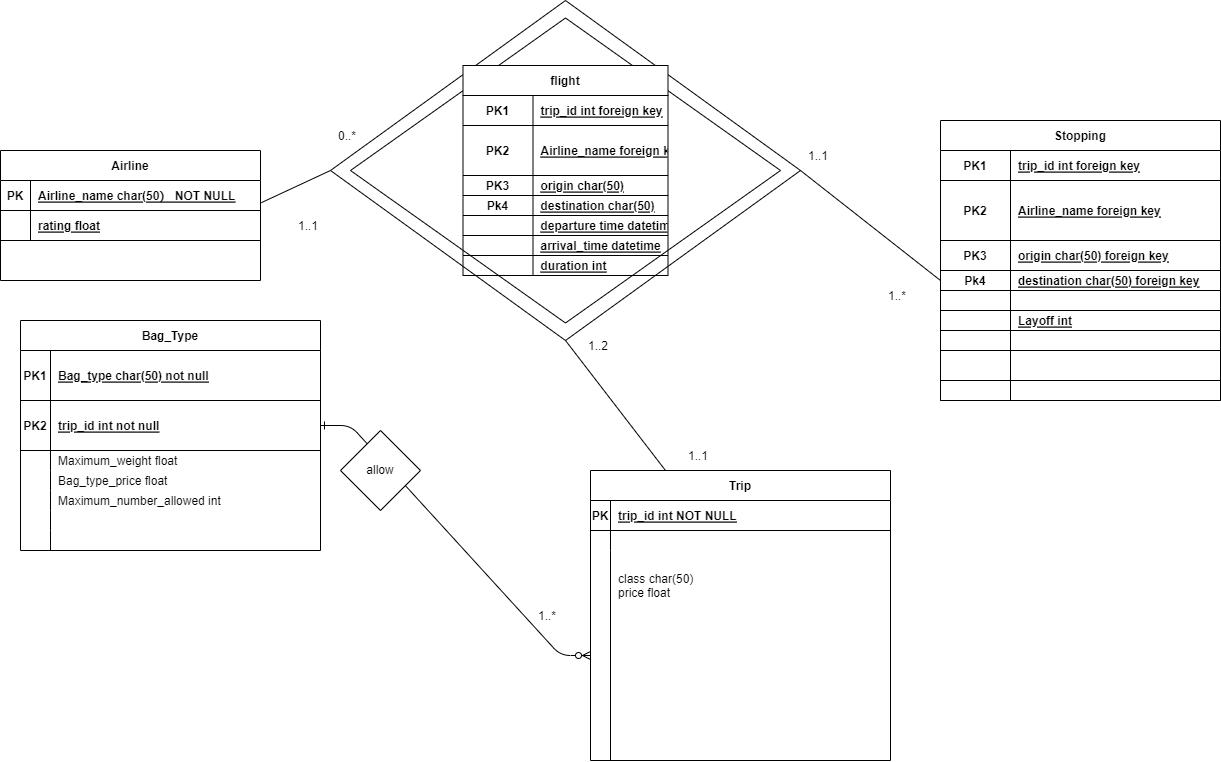 flight
PK1 trip_id int foreign key
PK2 Airline_name foreign k
PK3 origin char(50)
Pk4 destination char(50)
departure time datetim
arrival_time datetime
duration int
0..*
1..1
Airline
PK Airline_name char(50) NOT NULL
rating float
1..1
Stopping
PK1 trip_id int foreign key
PK2 Airline_name foreign key
PK3 origin char(50) foreign key
Pk4 destination char(50) foreign key
Layoff int
1..*
Bag_Type
PK1 Bag_type char(50) not null
PK2 trip_id int not null
Maximum_weight float
Bag_type_price float
Maximum_number_allowed int
1..2
allow
1..1
Trip
PK trip_id int NOT NULL
class char(50)
price float
1..*